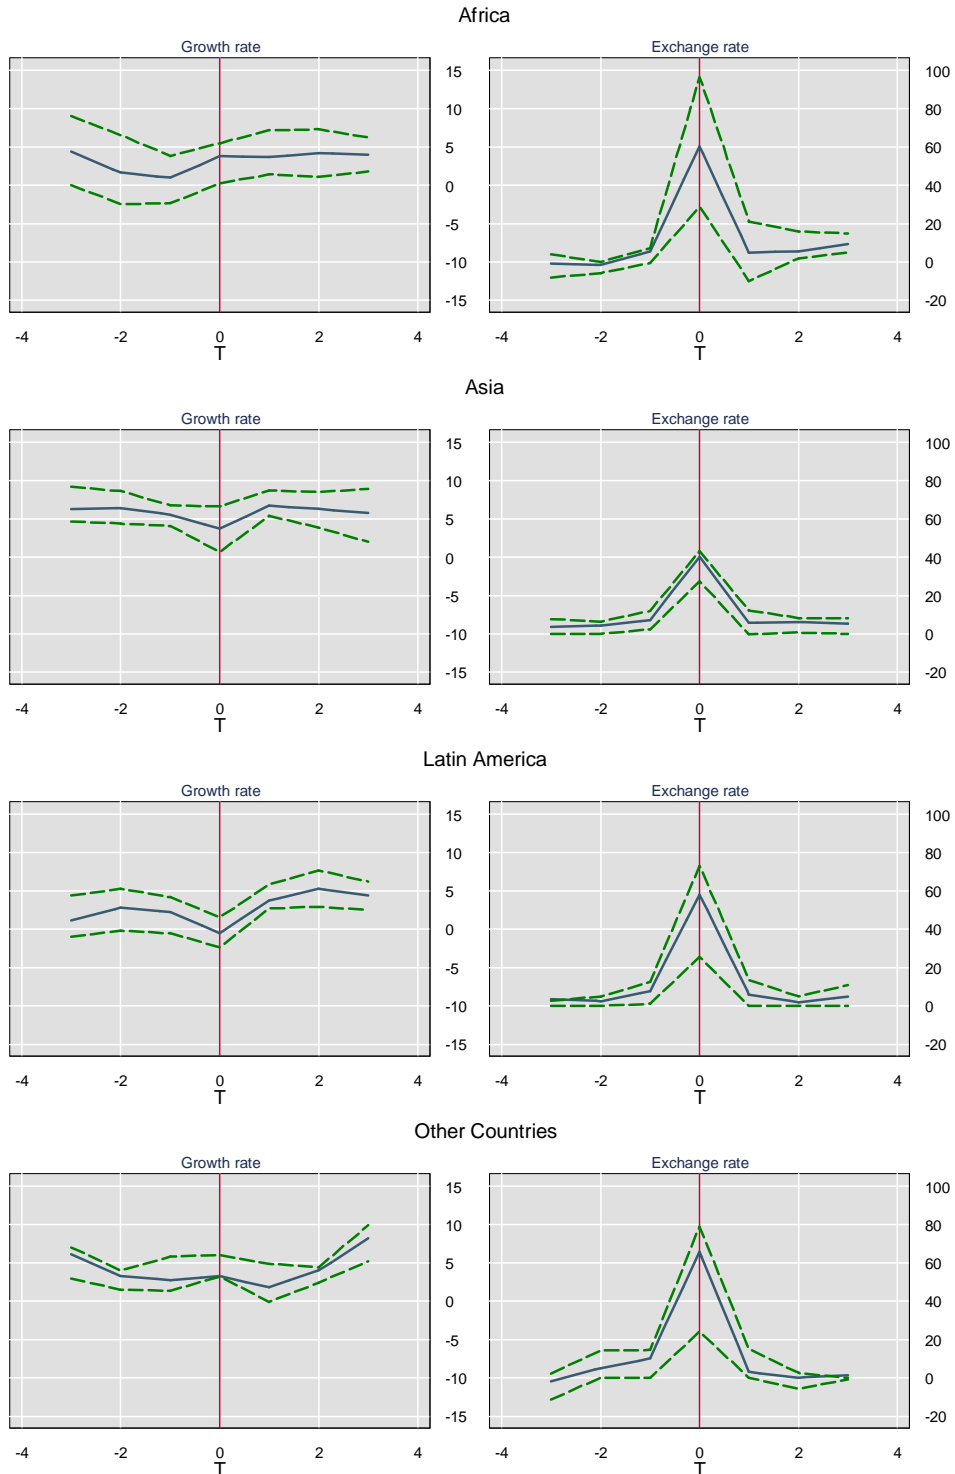 Africa
Growth rate Exchange rate
15 100
10 80
5 60
0 40
-5 20
-10 0
-15 -20
-4 -2 0 2 4 -4 -2 0 2 4
T T
Asia
Growth rate Exchange rate
15 100
10 80
5 60
0 40
-5 20
-10 0
-15 -20
-4 -2 0 2 4 -4 -2 0 2 4
T T
Latin America
Growth rate Exchange rate
15 100
10 80
5 60
0 40
-5 20
-10 0
-15 -20
-4 -2 0 2 4 -4 -2 0 2 4
T T
Other Countries
Growth rate Exchange rate
15 100
10 80
5 60
0 40
-5 20
-10 0
-15 -20
-4 -2 0 2 4 -4 -2 0 2 4
T T